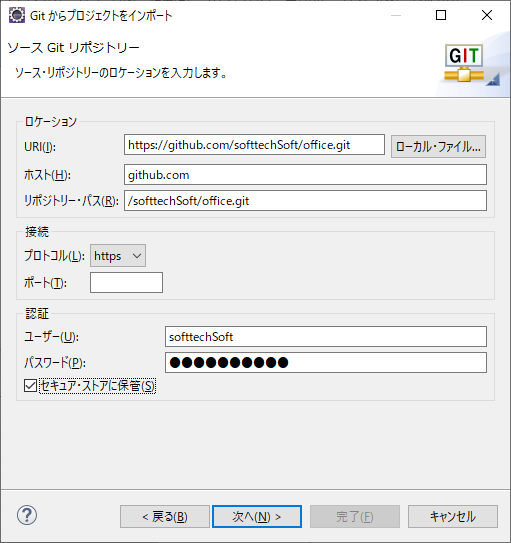 Git からプロジェクトをインポート
ソース Git リポジトリー
ソース・リポジトリーのロケーションを入力します。
GIT
ロケーション
URI(I): https://github.com/softtechSoft/office.git ローカル・ファイル...
ホスト(H): github.com
リポジトリー・パス(R): /softtechSoft/office.git
接続
プロトコル(L): https
ポート(T):
認証
ユーザー(U): softtechSoft
パスワード(P): ●●●●●●●●●●
セキュア・ストアに保管(S)
? < 戻る(B) 次へ(N) > 完了(F) キャンセル